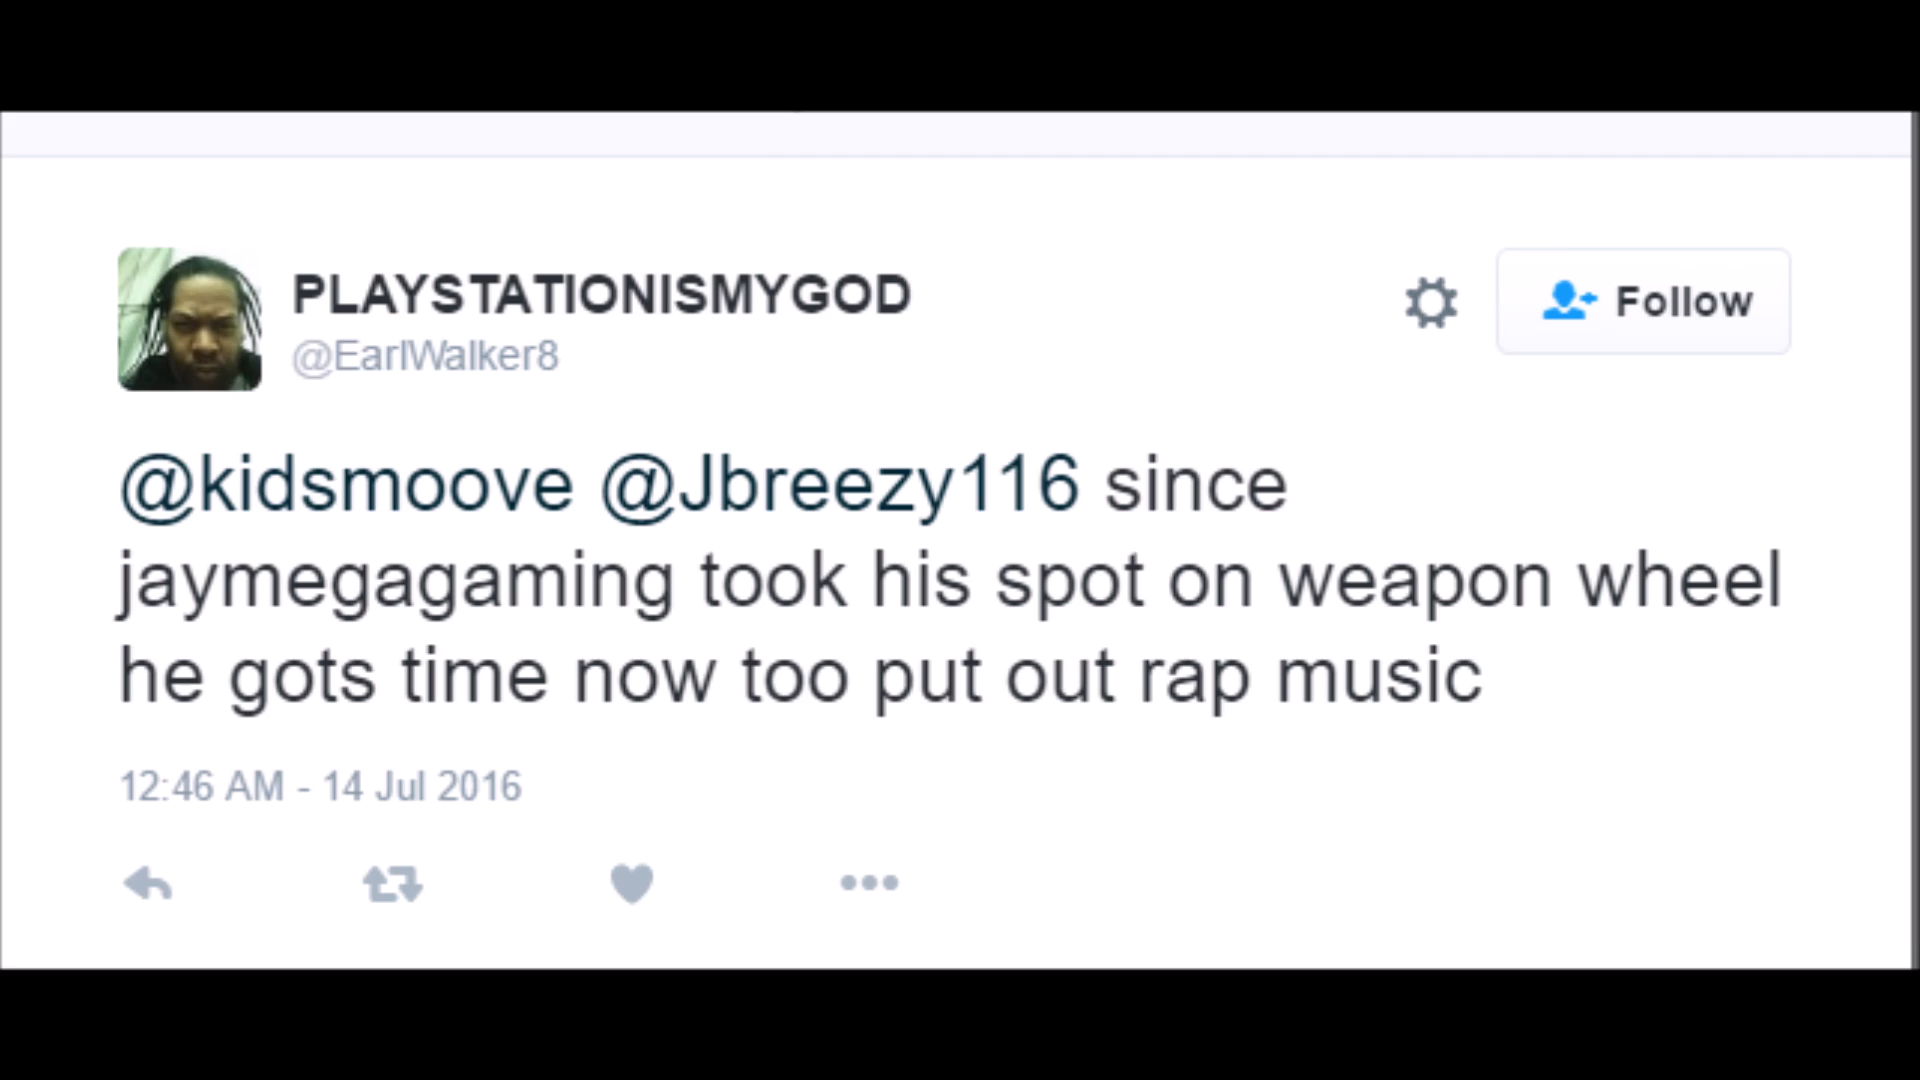 PLAYSTATIONISMYGOD
Follow
@EarlWalker8
@kidsmoove @Jbreezy116 since
jaymegagaming took his spot on weapon wheel
he gots time now too put out rap music
12:46 AM - 14 Jul 2016